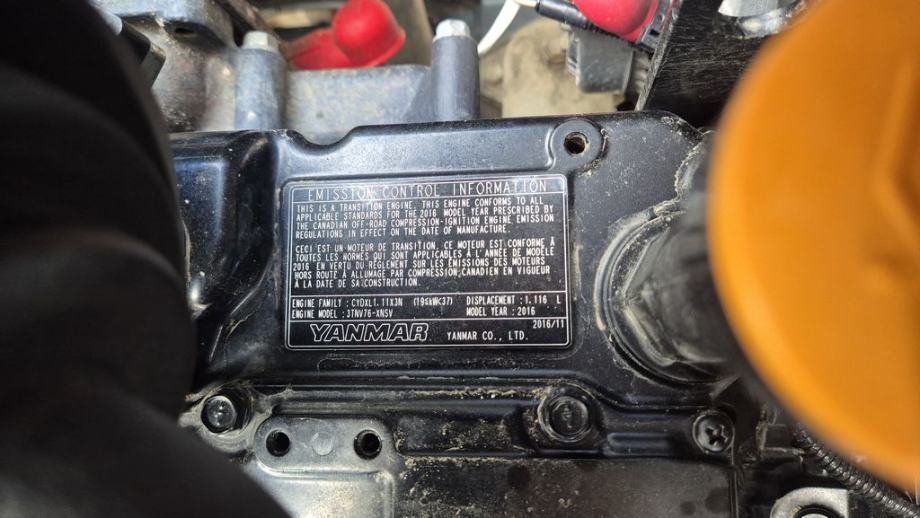 EMISSION CONTROL INFORMATION
THIS IS A TRANSITION ENGINE. THIS ENGINE CONFORMS TO ALL
APPLICABLE STANDARDS FOR THE 2016 MODEL YEAR PRESCRIBED BY
THE CANADIAN OFF-ROAD COMPRESSION-IGNITION ENGINE EMISSION
REGULATIONS IN EFFECT ON THE DATE OF MANUFACTURE.
CECI EST UN MOTEUR DE TRANSITION. CE MOTEUR EST CONFORME À
TOUTES LES NORMES QUI SONT APPLICABLES À L'ANNÉE DE MODÈLE
2016 EN VERTU DU RÈGLEMENT SUR LES ÉMISSIONS DES MOTEURS
HORS ROUTE À ALLUMAGE PAR COMPRESSION CANADIEN EN VIGUEUR
À LA DATE DE SA CONSTRUCTION.
ENGINE FAMILY : CYDXL1.11X3N (19≤kW<37) DISPLACEMENT : 1.116 L
ENGINE MODEL : 3TNV76-XNSV MODEL YEAR : 2016
2016/11
YANMAR YANMAR CO., LTD.